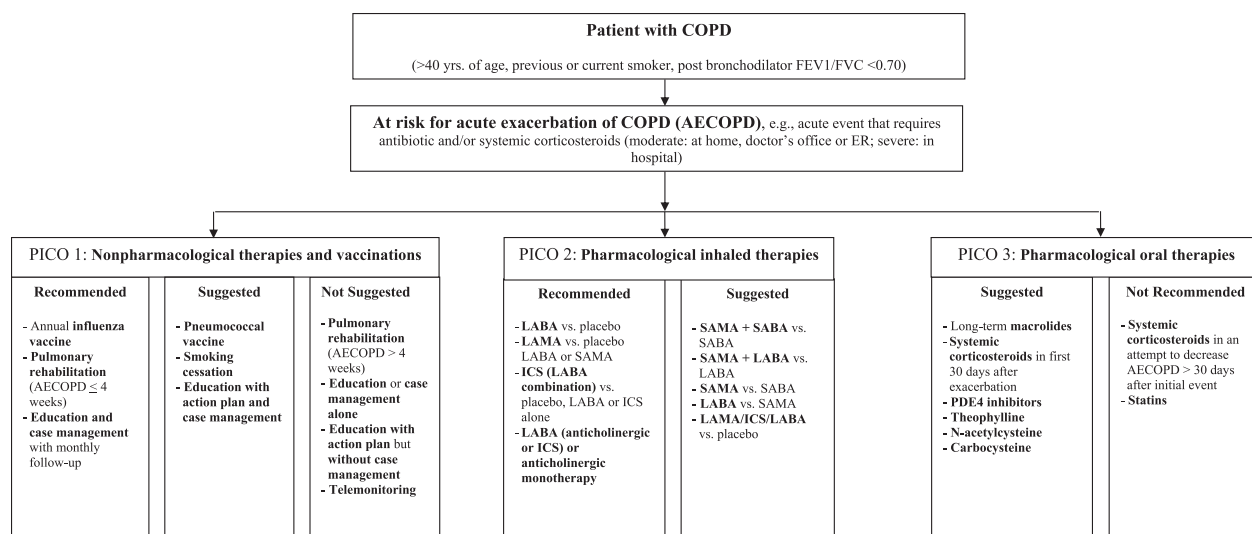 Patient with COPD
(>40 yrs. of age, previous or current smoker, post bronchodilator FEV1/FVC <0.70)
At risk for acute exacerbation of COPD (AECOPD), e.g., acute event that requires
antibiotic and/or systemic corticosteroids (moderate: at home, doctor's office or ER; severe: in
hospital)
PICO 1: Nonpharmacological therapies and vaccinations
Recommended
- Annual influenza
vaccine
- Pulmonary
rehabilitation
(AECOPD ≤ 4
weeks)
- Education and
case management
with monthly
follow-up
Suggested
- Pneumococcal
vaccine
- Smoking
cessation
- Education with
action plan and
case management
Not Suggested
- Pulmonary
rehabilitation
(AECOPD > 4
weeks)
- Education or case
management
alone
- Education with
action plan but
without case
management
- Telemonitoring
PICO 2: Pharmacological inhaled therapies
Recommended
- LABA vs. placebo
- LAMA vs. placebo
LABA or SAMA
- ICS (LABA
combination) vs.
placebo, LABA or ICS
alone
- LABA (anticholinergic
or ICS) or
anticholinergic
monotherapy
Suggested
- SAMA + SABA vs.
SABA
- SAMA + LABA vs.
LABA
- SAMA vs. SABA
- LABA vs. SAMA
- LAMA/ICS/LABA
vs. placebo
PICO 3: Pharmacological oral therapies
Suggested
- Long-term macrolides
- Systemic
corticosteroids in first
30 days after
exacerbation
- PDE4 inhibitors
- Theophylline
- N-acetylcysteine
- Carbocysteine
Not Recommended
- Systemic
corticosteroids in an
attempt to decrease
AECOPD > 30 days
after initial event
- Statins